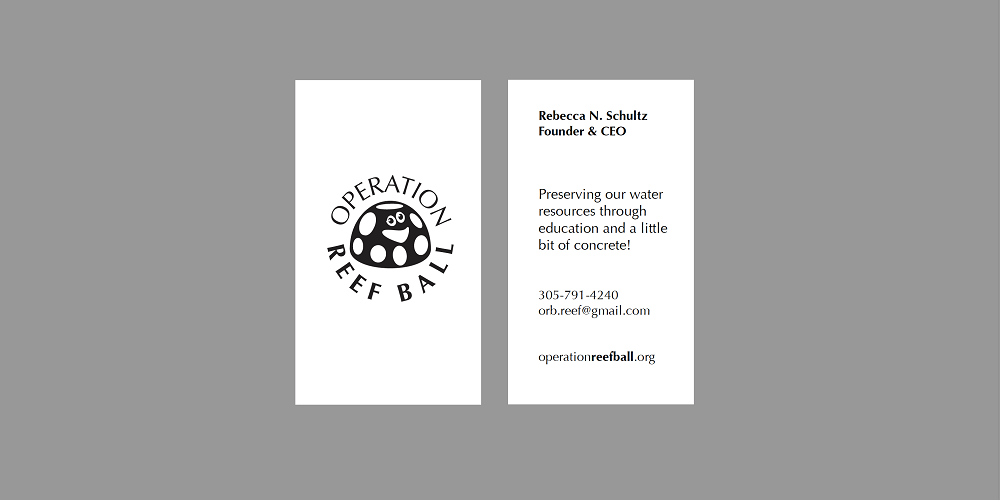 OPERATION
REEF BALL
Rebecca N. Schultz
Founder & CEO
Preserving our water
resources through
education and a little
bit of concrete!
305-791-4240
orb.reef@gmail.com
operationreefball.org